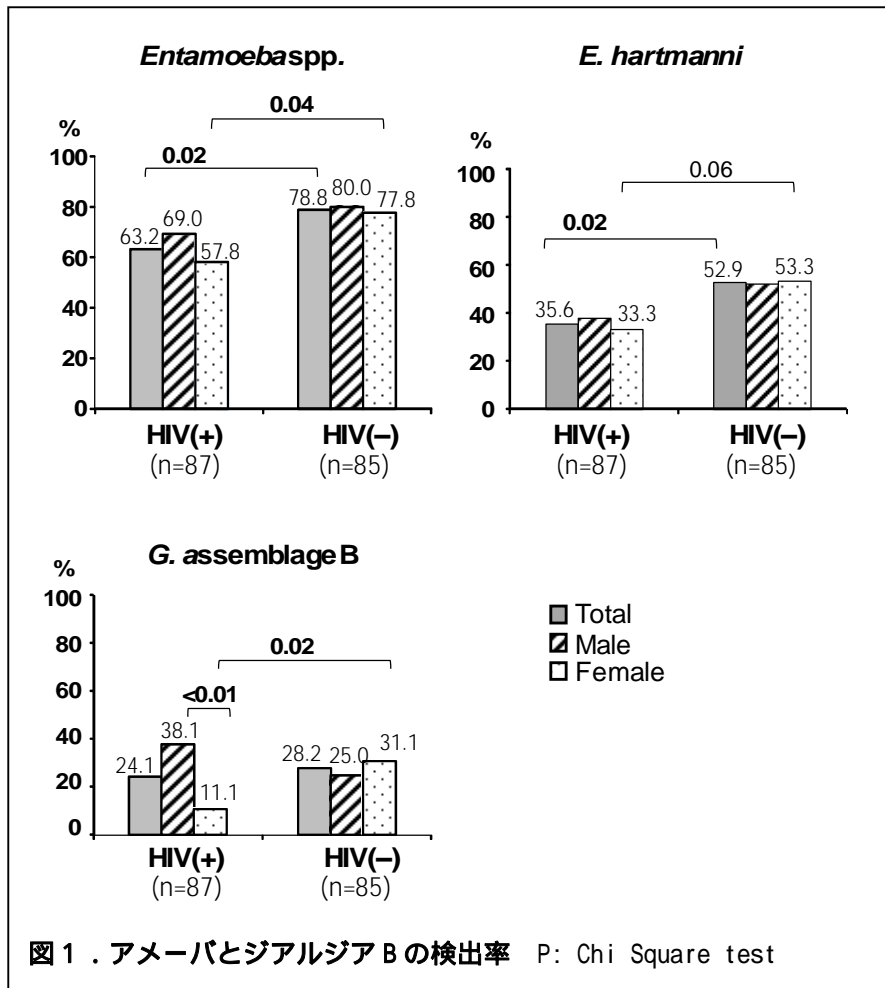 Entamoeba spp.
0.04
%
0.02
100
80
60
40
20
0
63.2
69.0
57.8
78.8
80.0
77.8
HIV(+)
HIV(–)
(n=87)
(n=85)
E. hartmanni
%
0.06
0.02
100
80
60
40
20
0
35.6
33.3
52.9
53.3
HIV(+)
HIV(–)
(n=87)
(n=85)
G. assemblage B
%
0.02
<0.01
100
80
60
40
20
0
24.1
38.1
11.1
28.2
25.0
31.1
HIV(+)
HIV(–)
(n=87)
(n=85)
Total
Male
Female
図1．アメーバとジアルジアBの検出率 P: Chi Square test